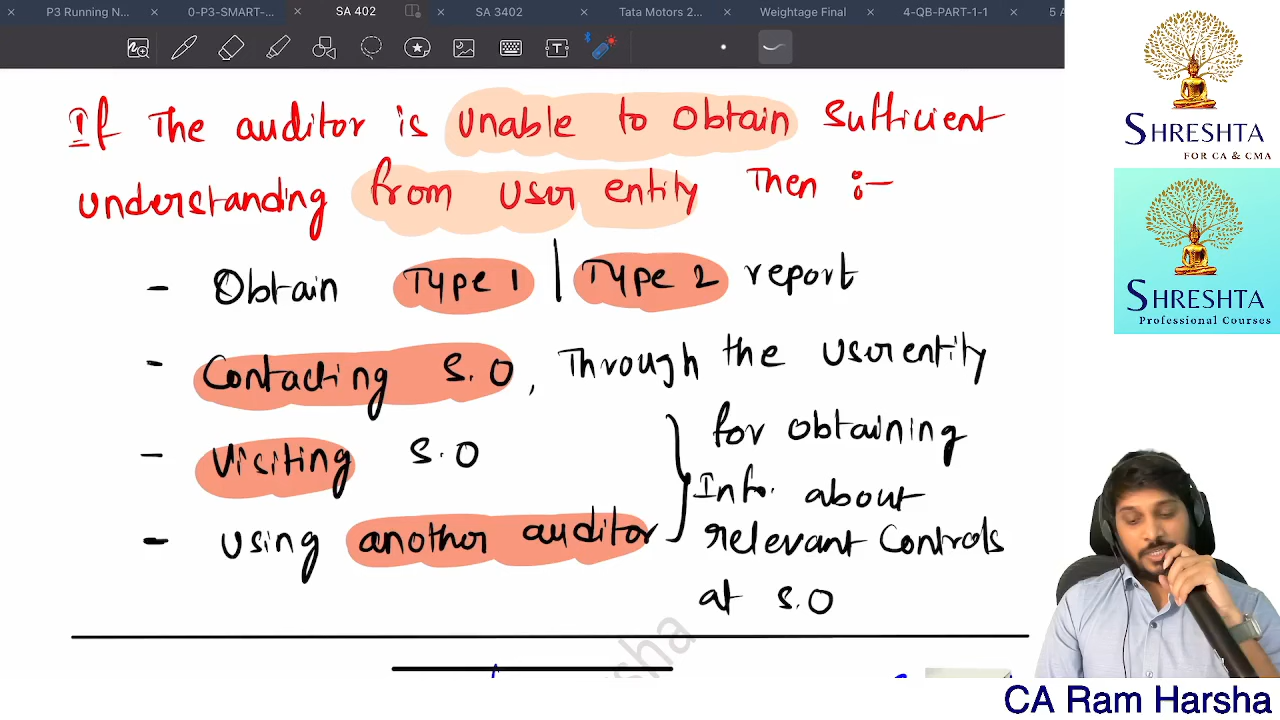 P3 Running N...
0-P3-SMART-...
SA 402
SA 3402
Tata Motors 2...
Weightage Final
4-QB-PART-1-1
5 A
If The auditor is unable to Obtain sufficient
understanding from user entity Then :-
- Obtain Type 1 | Type 2 report
- Contacting S.O, Through the user entity
- Visiting S.O
- using another auditor
for obtaining
Info. about
relevant Controls
at S.O
SHRESHTA
FOR CA & CMA
SHRESHTA
Professional Courses
CA Ram Harsha